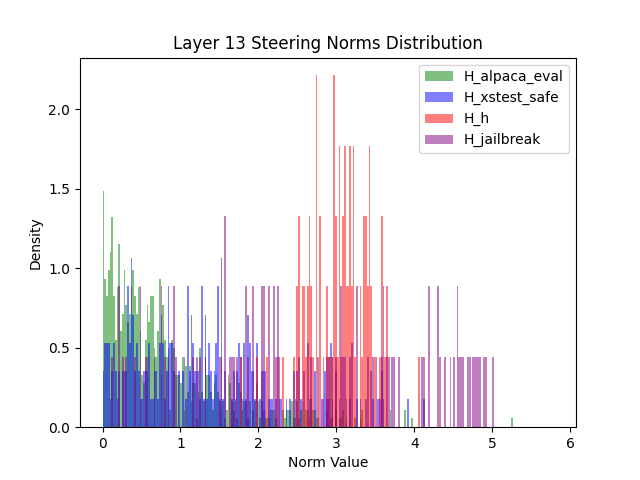 Layer 13 Steering Norms Distribution
H_alpaca_eval
H_xstest_safe
H_h
H_jailbreak
Density
2.0
1.5
1.0
0.5
0.0
0 1 2 3 4 5 6
Norm Value